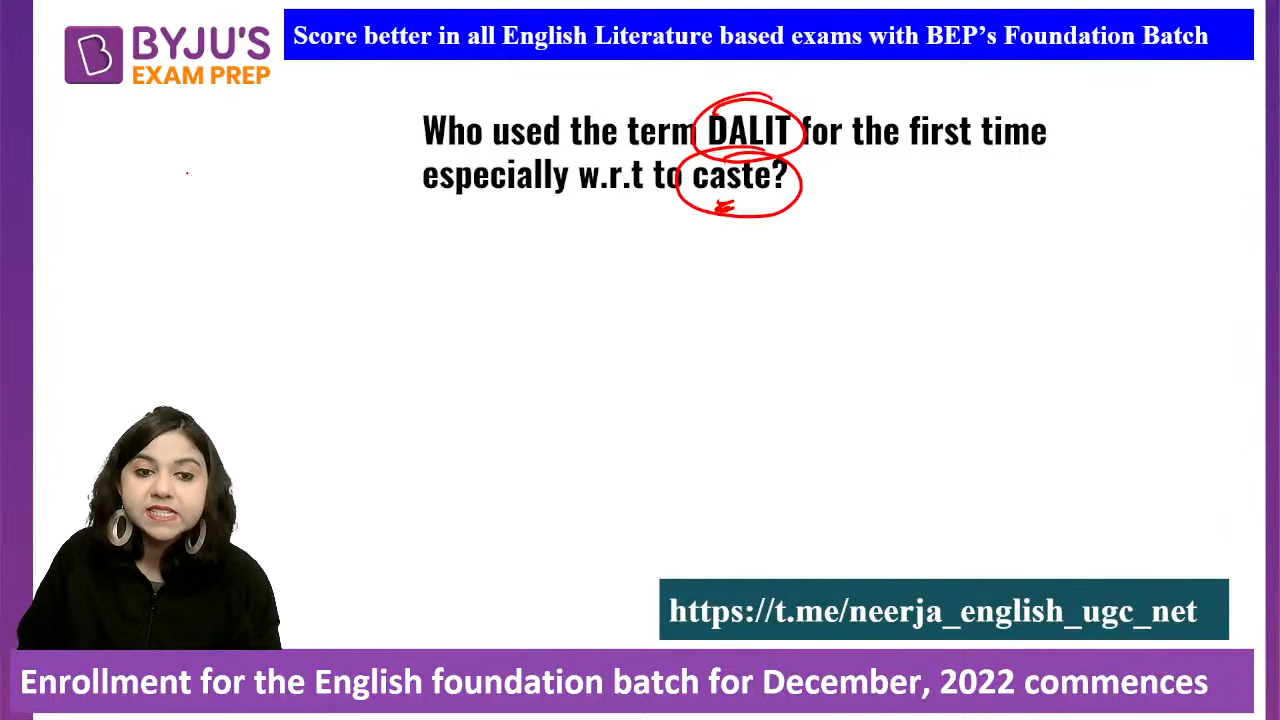 BYJU'S
EXAM PREP
Score better in all English Literature based exams with BEP's Foundation Batch
Who used the term DALIT for the first time
especially w.r.t to caste?
https://t.me/neerja_english_ugc_net
Enrollment for the English foundation batch for December, 2022 commences